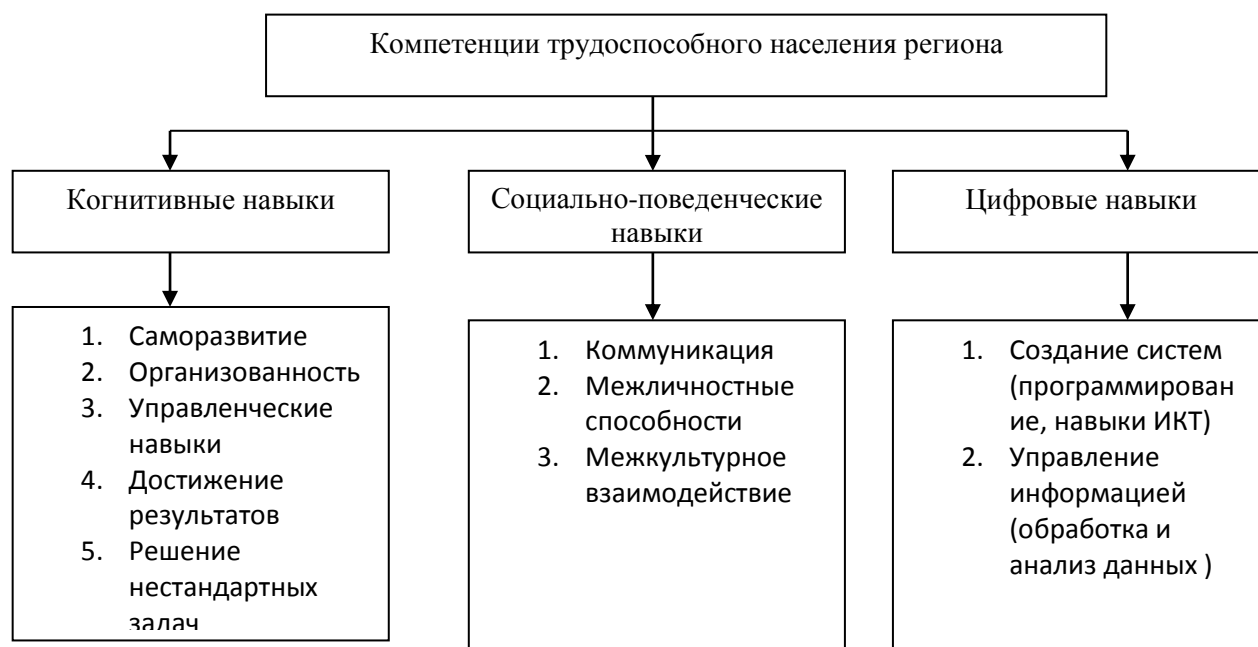 Компетенции трудоспособного населения региона
Когнитивные навыки
Социально-поведенческие
навыки
Цифровые навыки
1. Саморазвитие
2. Организованность
3. Управленческие
навыки
4. Достижение
результатов
5. Решение
нестандартных
задач
1. Коммуникация
2. Межличностные
способности
3. Межкультурное
взаимодействие
1. Создание систем
(программирован
ие, навыки ИКТ)
2. Управление
информацией
(обработка и
анализ данных )